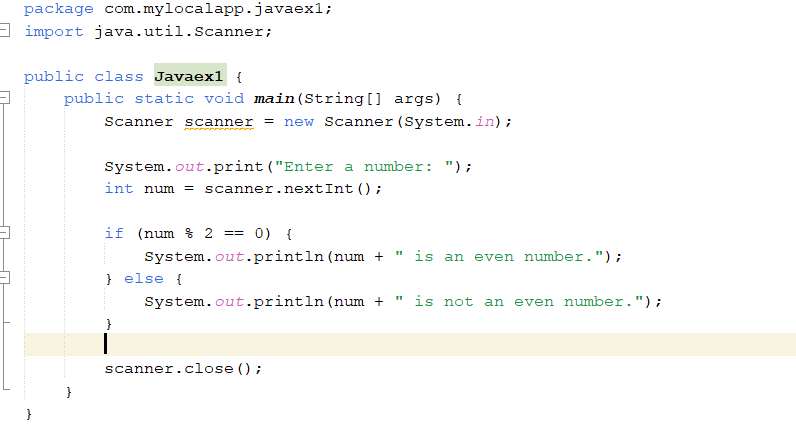 package com.mylocalapp.javaex1;
import java.util.Scanner;
public class Javaex1 {
public static void main(String[] args) {
Scanner scanner = new Scanner(System.in);
System.out.print("Enter a number: ");
int num = scanner.nextInt();
if (num % 2 == 0) {
System.out.println(num + " is an even number.");
} else {
System.out.println(num + " is not an even number.");
}
scanner.close();
}
}